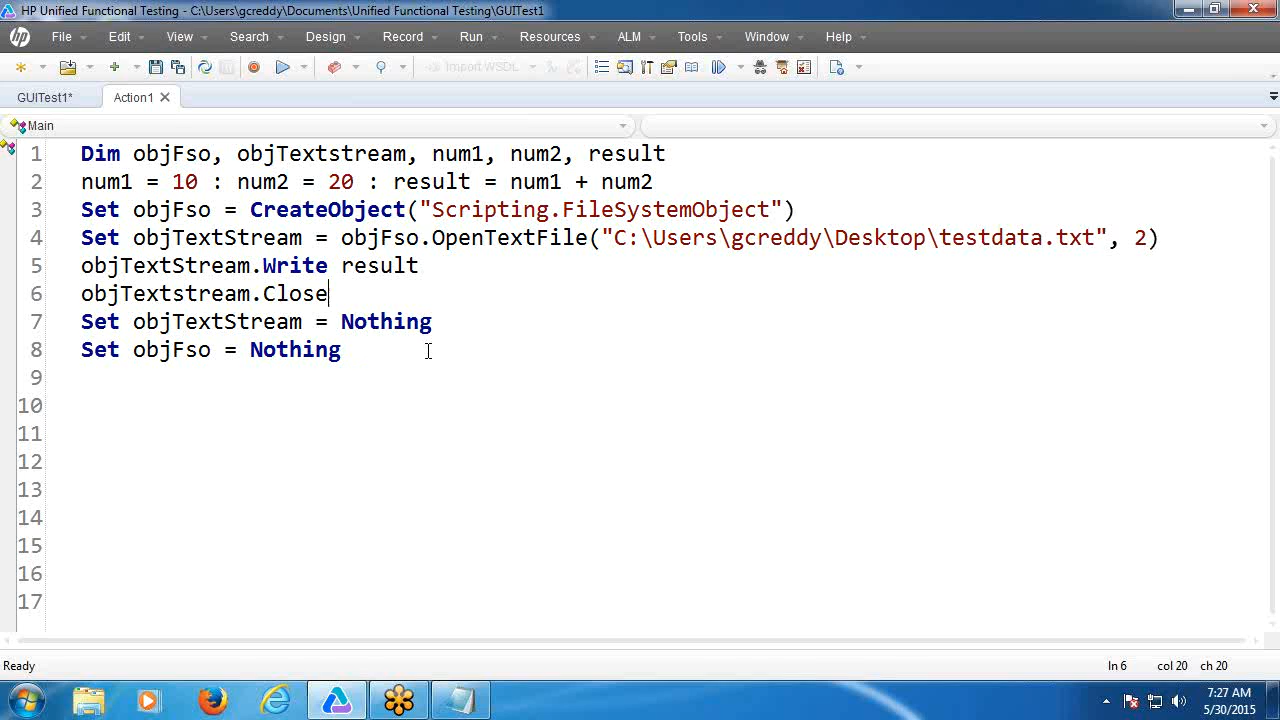 HP Unified Functional Testing - C:\Users\gcreddy\Documents\Unified Functional Testing\GUITest1
hp File Edit View Search Design Record Run Resources ALM Tools Window Help
Import WSDL
GUITest1* Action1
Main
1 Dim objFso, objTextstream, num1, num2, result
2 num1 = 10 : num2 = 20 : result = num1 + num2
3 Set objFso = CreateObject("Scripting.FileSystemObject")
4 Set objTextStream = objFso.OpenTextFile("C:\Users\gcreddy\Desktop\testdata.txt", 2)
5 objTextStream.Write result
6 objTextstream.Close
7 Set objTextStream = Nothing
8 Set objFso = Nothing
9
10
11
12
13
14
15
16
17
Ready ln 6 col 20 ch 20
7:27 AM
5/30/2015